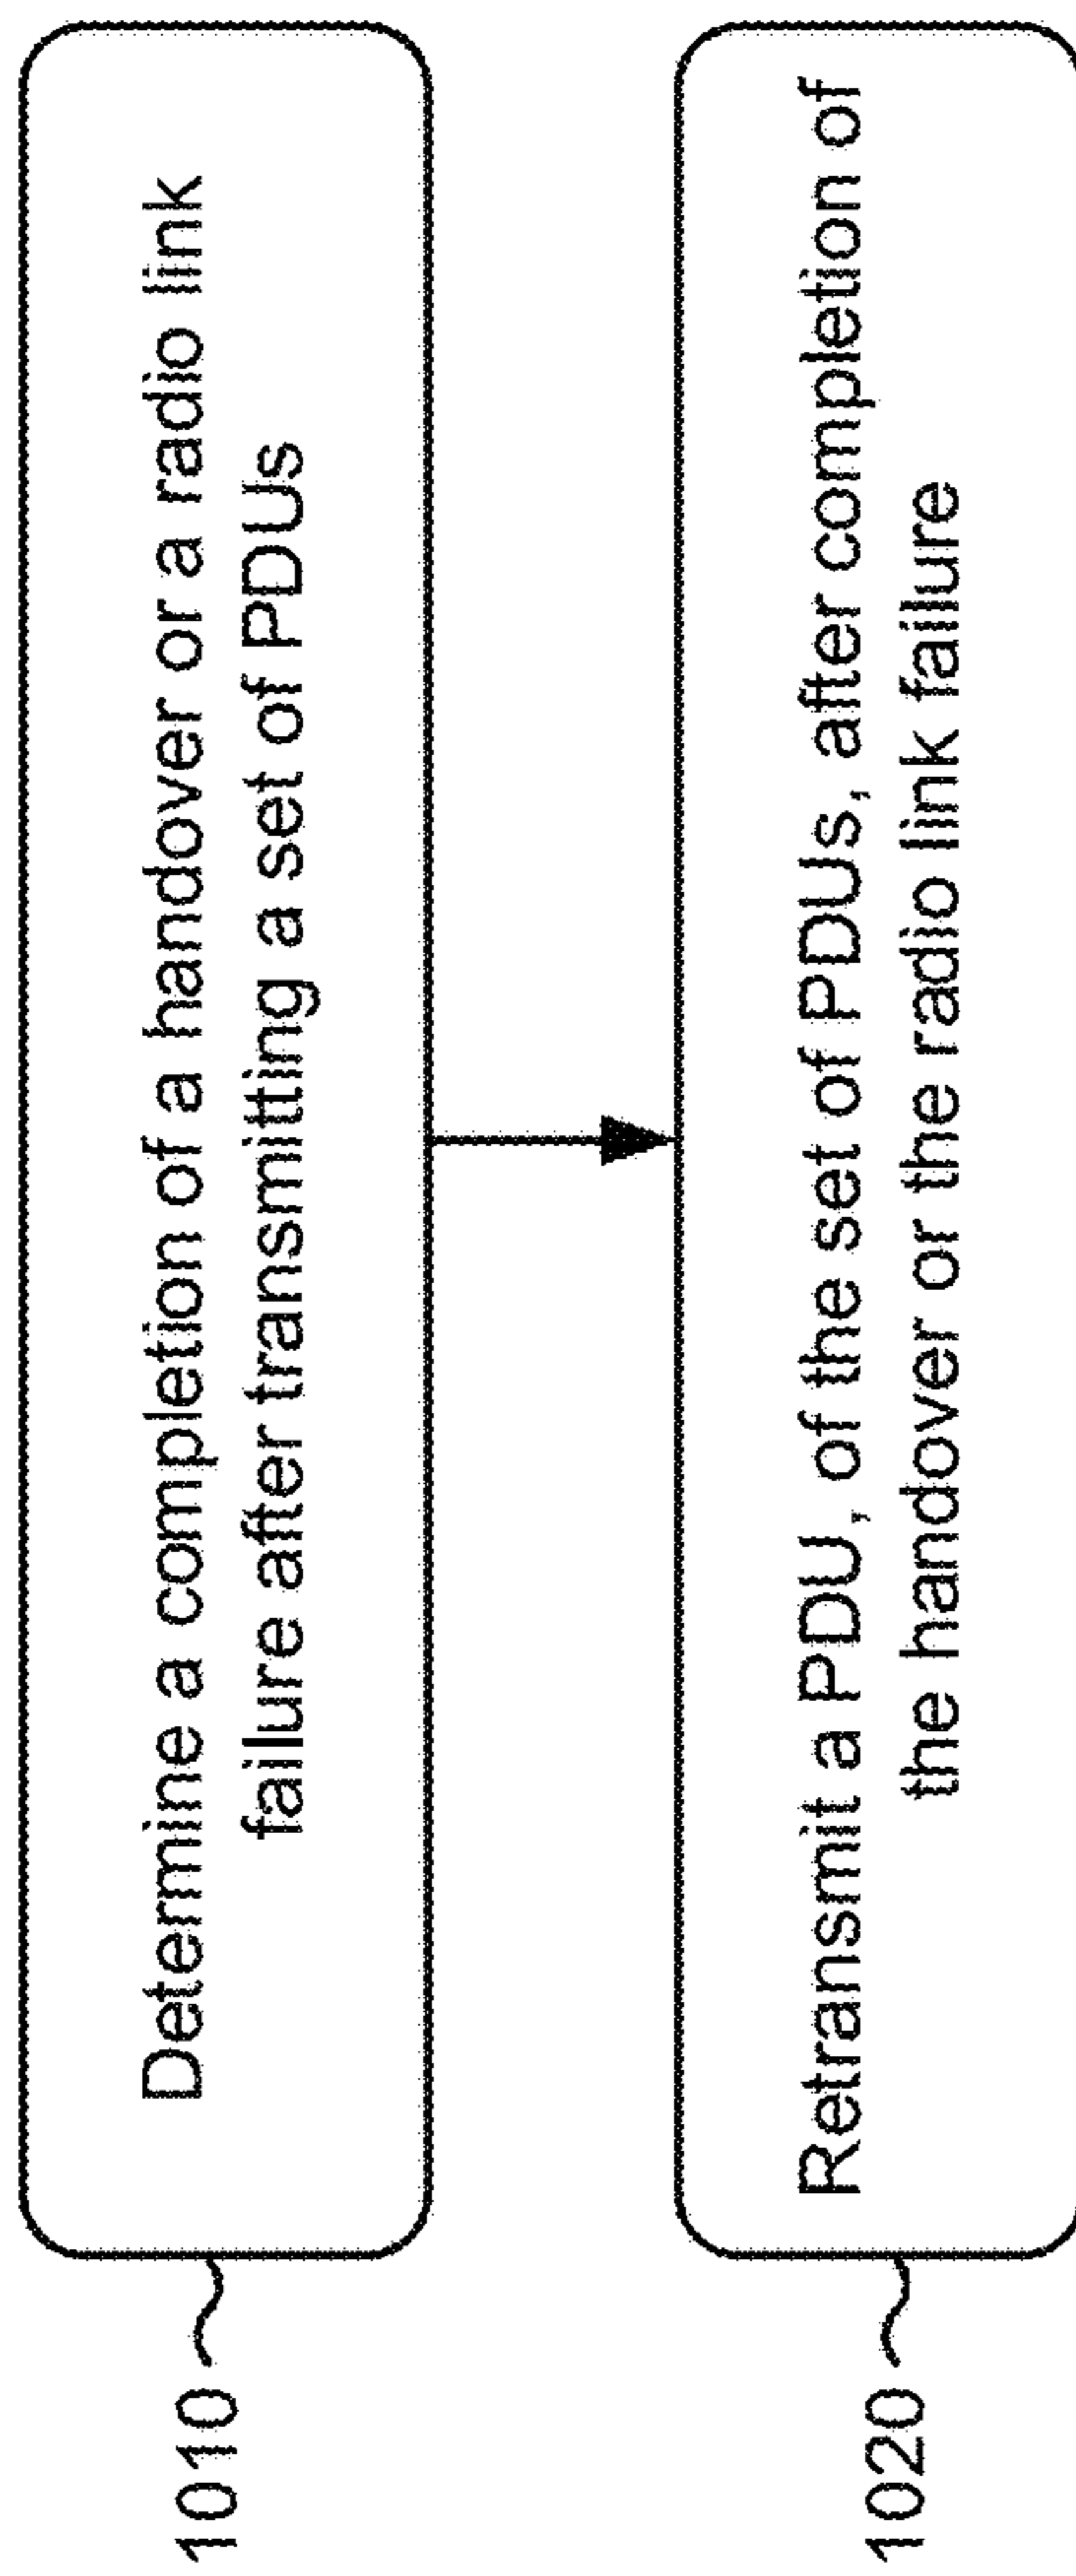 1010
Determine a completion of a handover or a radio link
failure after transmitting a set of PDUs
1020
Retransmit a PDU, of the set of PDUs, after completion of
the handover or the radio link failure